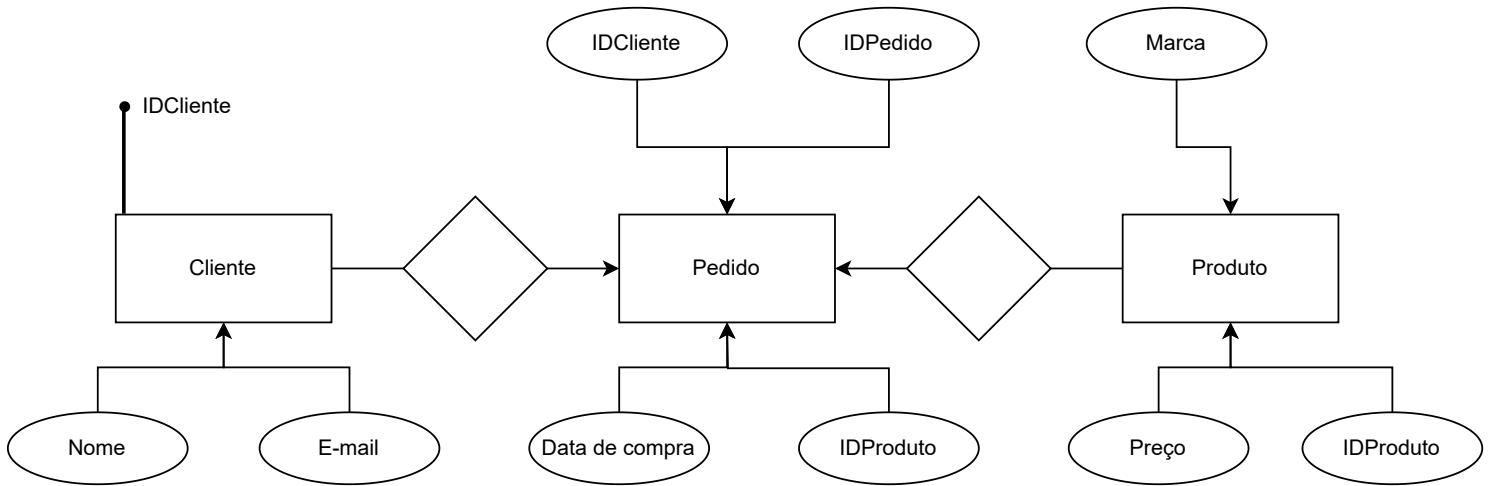 IDCliente
IDPedido
Marca
IDCliente
Cliente
Pedido
Produto
Nome
E-mail
Data de compra
IDProduto
Preço
IDProduto